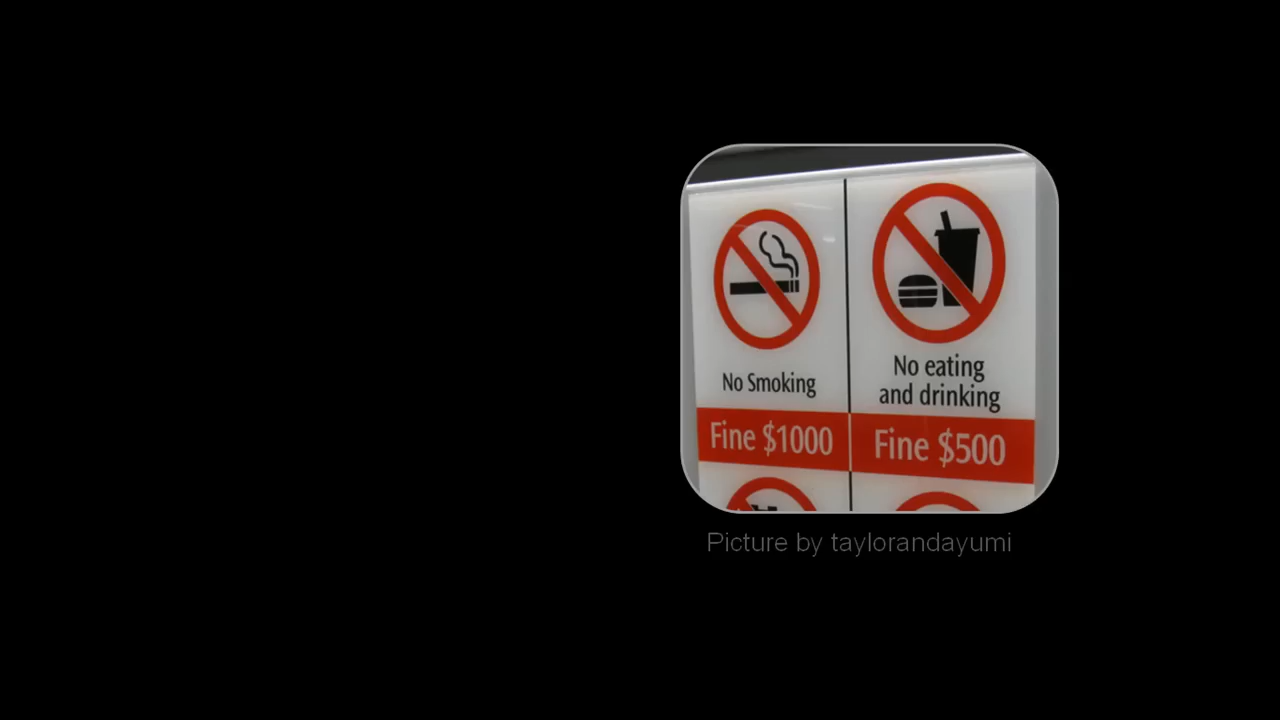 No Smoking
Fine $1000
No eating
and drinking
Fine $500
Picture by taylorandayumi